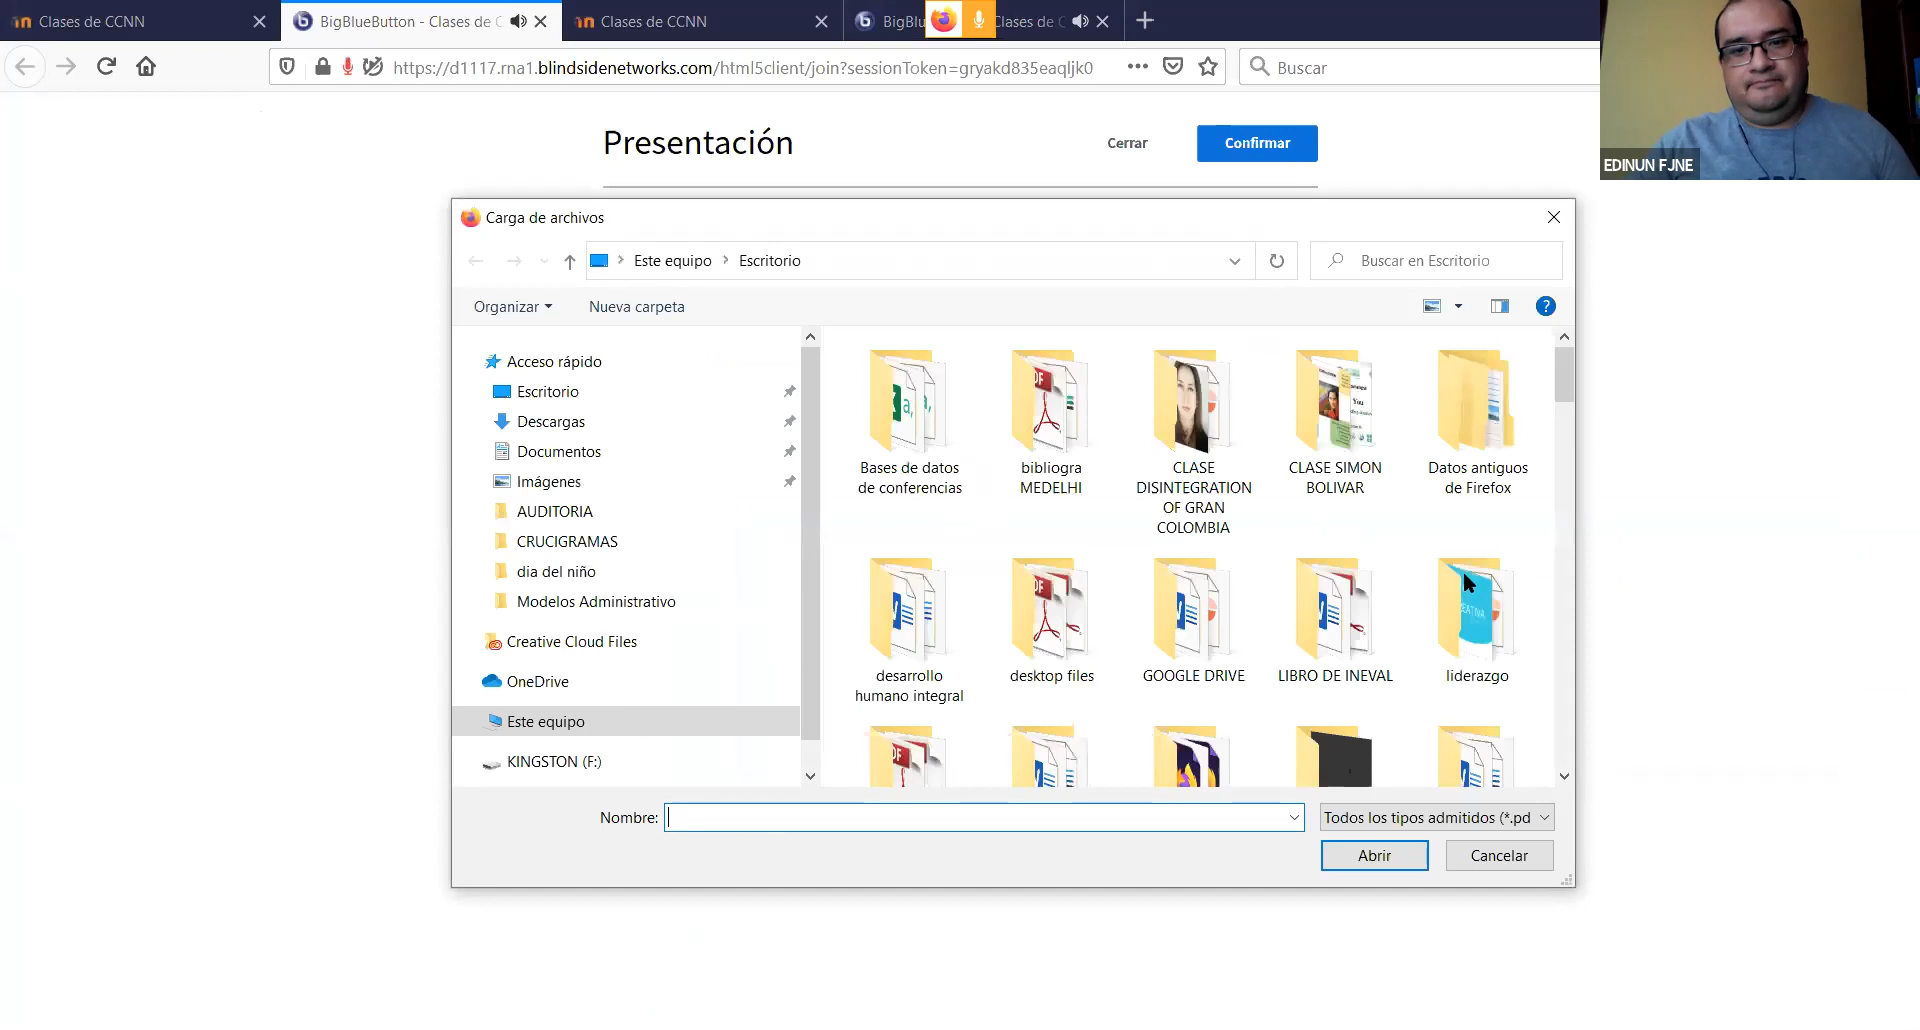 Clases de CCNN
BigBlueButton - Clases de C
Clases de CCNN
BigBlu
Clases de C
https://d1117.rna1.blindsidenetworks.com/html5client/join?sessionToken=gryakd835eaqljk0
Buscar
EDINUN FJNE
Presentación
Cerrar
Confirmar
Carga de archivos
Este equipo
Escritorio
Buscar en Escritorio
Organizar
Nueva carpeta
Acceso rápido
Escritorio
Descargas
Documentos
Imágenes
AUDITORIA
CRUCIGRAMAS
dia del niño
Modelos Administrativo
Creative Cloud Files
OneDrive
Este equipo
KINGSTON (F:)
Bases de datos
de conferencias
bibliogra
MEDELHI
CLASE
DISINTEGRATION
OF GRAN
COLOMBIA
CLASE SIMON
BOLIVAR
You
Datos antiguos
de Firefox
desarrollo
humano integral
desktop files
GOOGLE DRIVE
LIBRO DE INEVAL
liderazgo
Nombre:
Todos los tipos admitidos (*.pd
Abrir
Cancelar